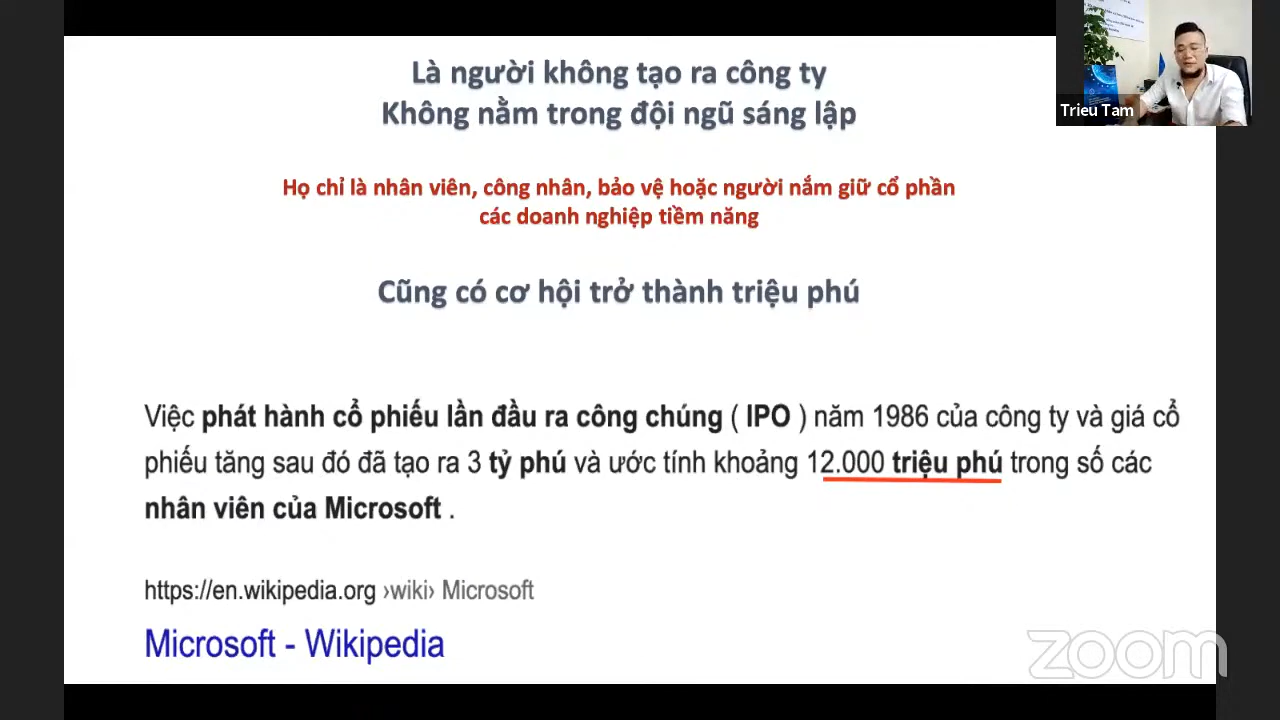 Là người không tạo ra công ty
Không nằm trong đội ngũ sáng lập
Trieu Tam
Họ chỉ là nhân viên, công nhân, bảo vệ hoặc người nắm giữ cổ phần
các doanh nghiệp tiềm năng
Cũng có cơ hội trở thành triệu phú
Việc phát hành cổ phiếu lần đầu ra công chúng ( IPO ) năm 1986 của công ty và giá cổ
phiếu tăng sau đó đã tạo ra 3 tỷ phú và ước tính khoảng 12.000 triệu phú trong số các
nhân viên của Microsoft .
https://en.wikipedia.org ›wiki› Microsoft
Microsoft - Wikipedia
zoom